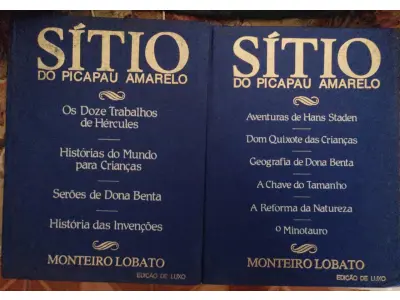 SÍTIO
DO PICAPAU AMARELO
Os Doze Trabalhos
de Hércules
Histórias do Mundo
para Crianças
Serões de Dona Benta
História das Invenções
MONTEIRO LOBATO
EDIÇÃO DE LUXO
SÍTIO
DO PICAPAU AMARELO
Aventuras de Hans Staden
Dom Quixote das Crianças
Geografia de Dona Benta
A Chave do Tamanho
A Reforma da Natureza
O Minotauro
MONTEIRO LOBATO
EDIÇÃO DE LUXO